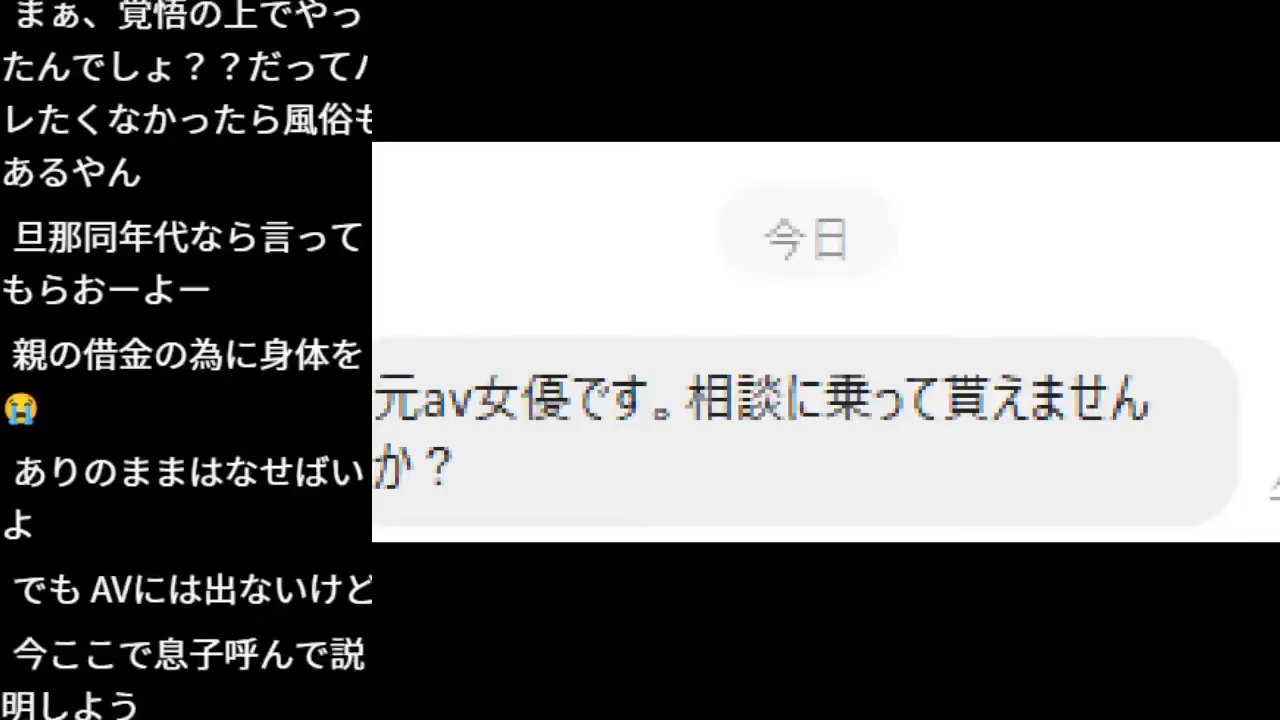 まぁ、覚悟の上でやっ
たんでしょ？？だってバ
レたくなかったら風俗も
あるやん
旦那同年代なら言って
もらおーよー
親の借金の為に身体を
😭
ありのままはなせばい
よ
でも AVには出ないけど
今ここで息子呼んで説
明しよう
今日
元av女優です。相談に乗って貰えません
か？